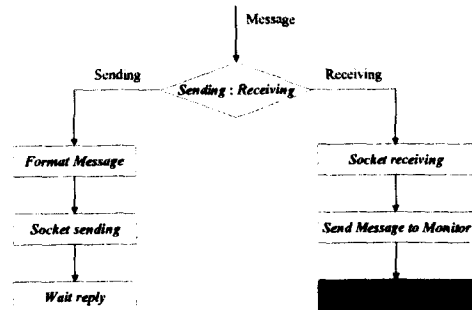 Message
Sending
Receiving
Sending : Receiving
Format Message
Socket receiving
Socket sending
Send Message to Monitor
Wait reply